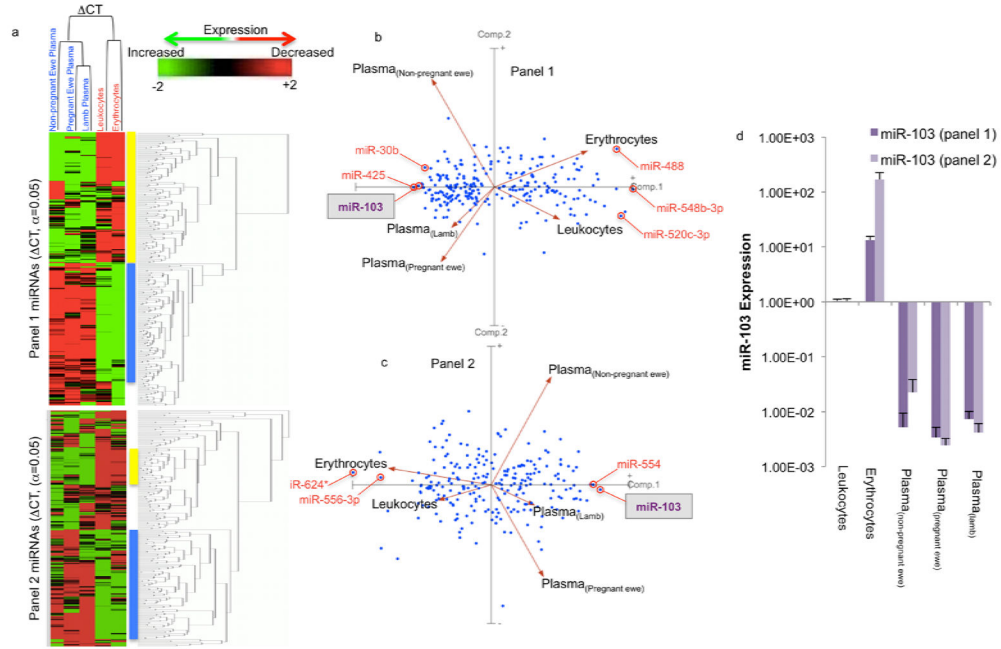 a
ΔCT
Expression
Increased
Decreased
-2
+2
Non-pregnant Ewe Plasma
Pregnant Ewe Plasma
Lamb Plasma
Leukocytes
Erythrocytes
Panel 1 miRNAs (ΔCT, α=0.05)
Panel 2 miRNAs (ΔCT, α=0.05)
b
Comp.2
+
Panel 1
Plasma(Non-pregnant ewe)
Erythrocytes
miR-30b
miR-488
miR-425
+
Comp.1
miR-103
miR-548b-3p
Plasma(Lamb)
Leukocytes
miR-520c-3p
Plasma(Pregnant ewe)
-
Comp.2
+
c
Panel 2
Plasma(Non-pregnant ewe)
Erythrocytes
miR-554
iR-624*
+
Comp.1
miR-556-3p
Leukocytes
miR-103
Plasma(Lamb)
Plasma(Pregnant ewe)
-
d
miR-103 (panel 1)
miR-103 (panel 2)
miR-103 Expression
1.00E+03
1.00E+02
1.00E+01
1.00E+00
1.00E-01
1.00E-02
1.00E-03
Leukocytes
Erythrocytes
Plasma(non-pregnant ewe)
Plasma(pregnant ewe)
Plasma(lamb)